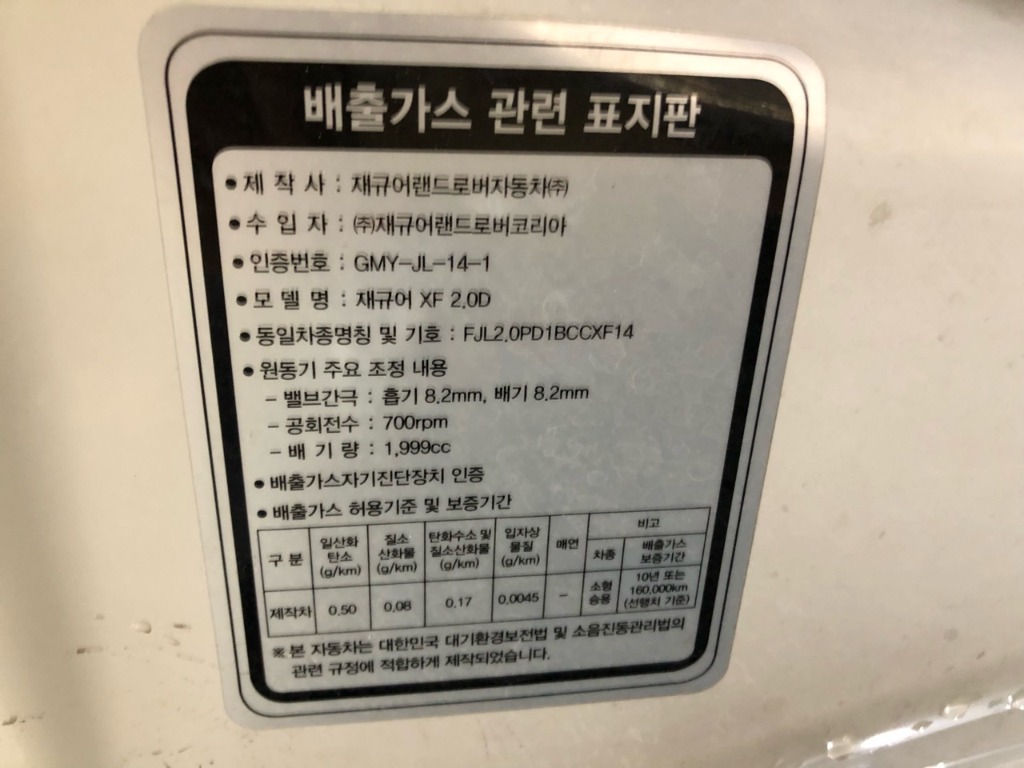 배출가스 관련 표지판
• 제 작 사 : 재규어랜드로버자동차㈜
• 수 입 자 : ㈜재규어랜드로버코리아
• 인증번호 : GMY-JL-14-1
• 모 델 명 : 재규어 XF 2.0D
• 동일차종명칭 및 기호 : FJL2.0PD1BCCXF14
• 원동기 주요 조정 내용
- 밸브간극 : 흡기 8.2mm, 배기 8.2mm
- 공회전수 : 700rpm
- 배 기 량 : 1,999cc
• 배출가스자기진단장치 인증
• 배출가스 허용기준 및 보증기간
구 분 일산화탄소 (g/km) 질소산화물 (g/km) 탄화수소 및 질소산화물 (g/km) 입자상물질 (g/km) 매연 비고
차종 배출가스 보증기간
제작차 0.50 0.08 0.17 0.0045 - 소형승용 10년 또는 160,000km (선행치 기준)
※ 본 자동차는 대한민국 대기환경보전법 및 소음진동관리법의
관련 규정에 적합하게 제작되었습니다.